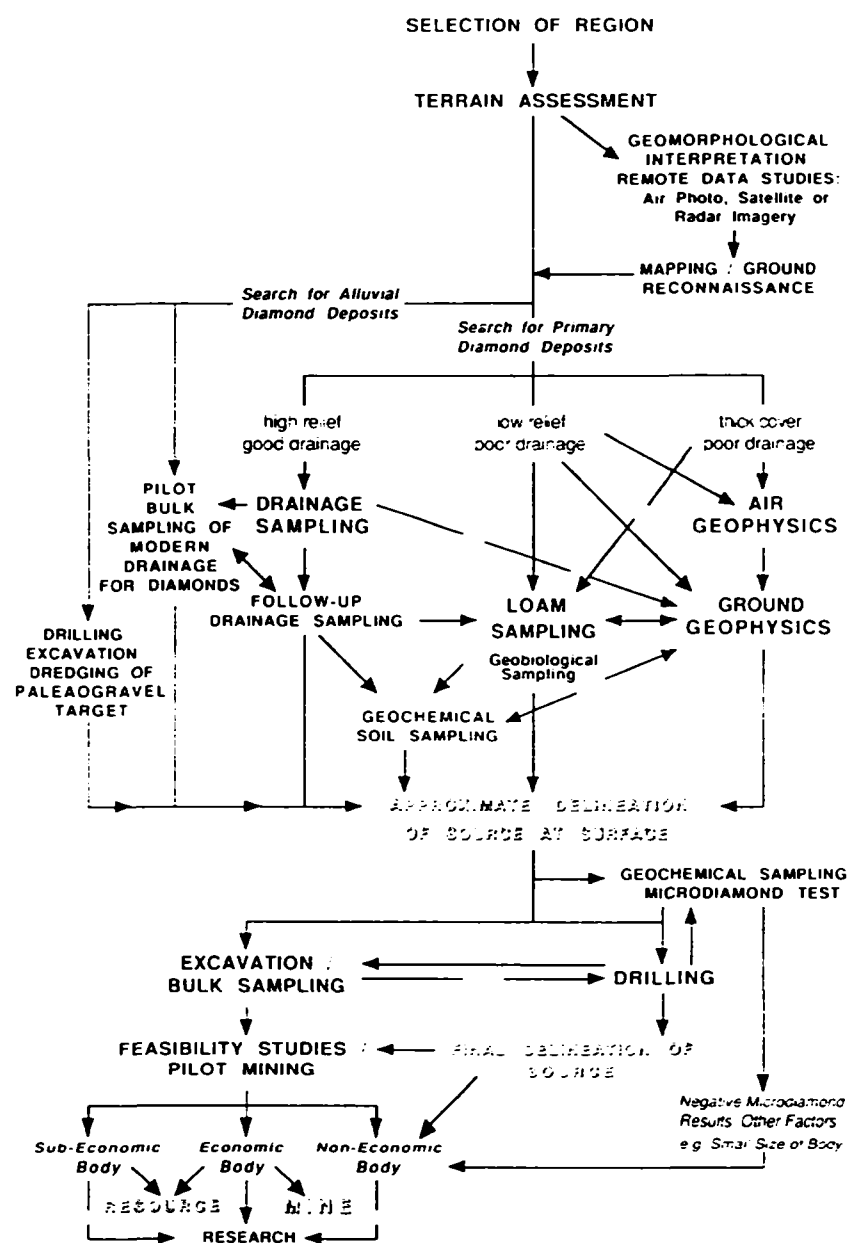 SELECTION OF REGION
TERRAIN ASSESSMENT
GEOMORPHOLOGICAL
INTERPRETATION
REMOTE DATA STUDIES:
Air Photo, Satellite or
Radar Imagery
MAPPING / GROUND
RECONNAISSANCE
Search for Alluvial
Diamond Deposits
Search for Primary
Diamond Deposits
high relief
good drainage
low relief
poor drainage
thick cover
poor drainage
PILOT
BULK
SAMPLING OF
MODERN
DRAINAGE
FOR DIAMONDS
DRAINAGE
SAMPLING
AIR
GEOPHYSICS
FOLLOW-UP
DRAINAGE SAMPLING
LOAM
SAMPLING
GROUND
GEOPHYSICS
DRILLING
EXCAVATION
DREDGING OF
PALEAOGRAVEL
TARGET
Geobiological
Sampling
GEOCHEMICAL
SOIL SAMPLING
APPROXIMATE DELINEATION
OF SOURCE AT SURFACE
GEOCHEMICAL SAMPLING
MICRODIAMOND TEST
EXCAVATION /
BULK SAMPLING
DRILLING
FEASIBILITY STUDIES /
PILOT MINING
FINAL DELINEATION OF
SOURCE
Negative Microdiamond
Results Other Factors
e.g. Small Size of Body
Sub-Economic
Body
Economic
Body
Non-Economic
Body
RESOURCE
MINE
RESEARCH